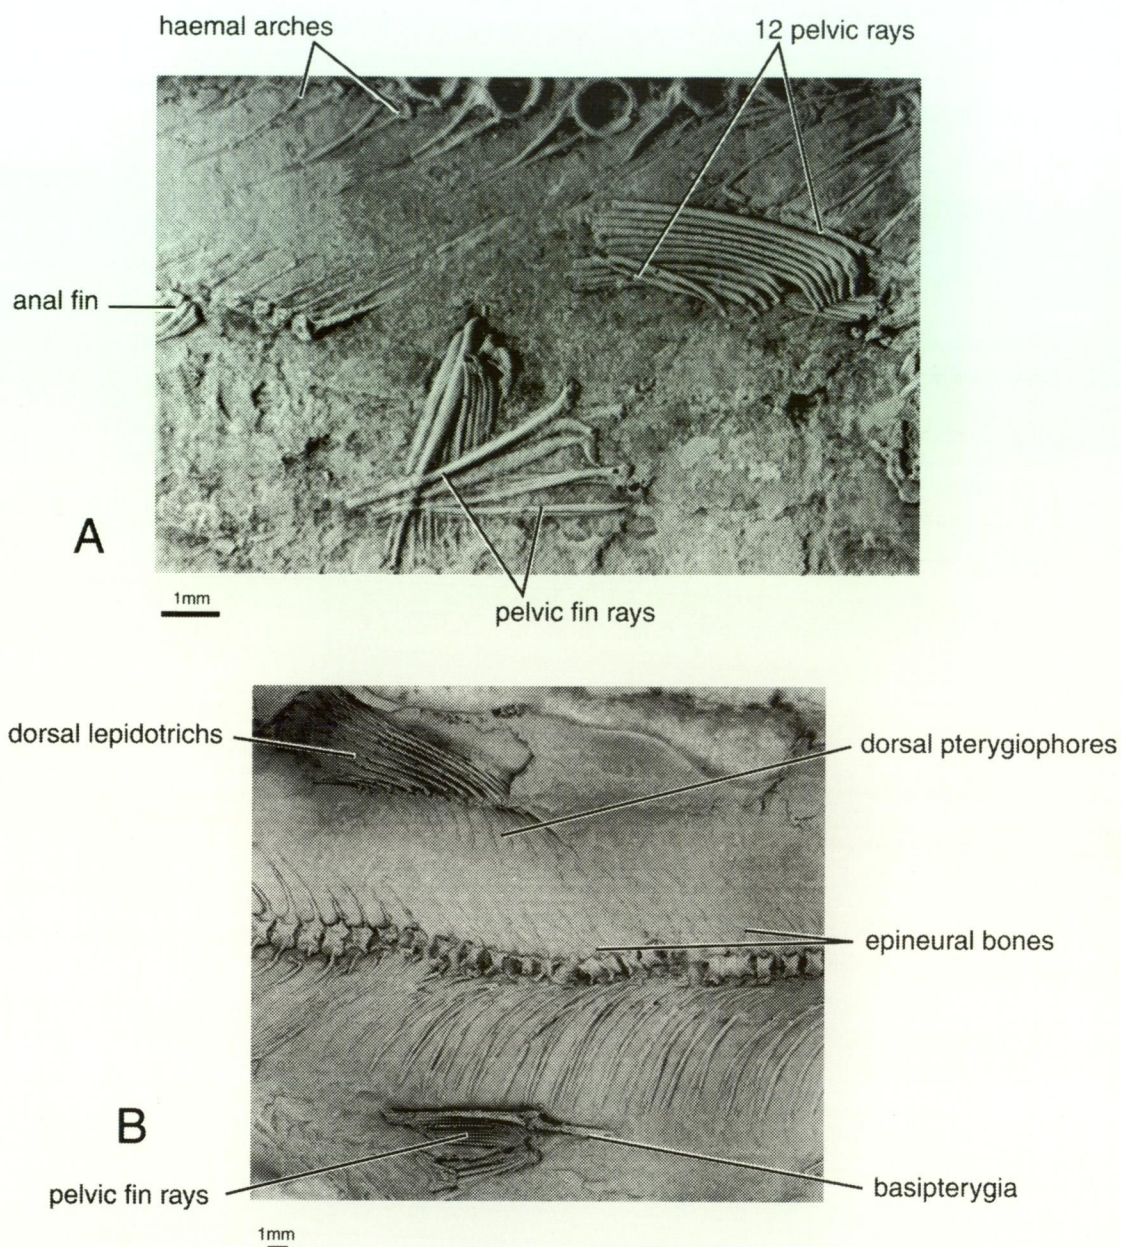 haemal arches
12 pelvic rays
anal fin
A
1mm
pelvic fin rays
dorsal lepidotrichs
dorsal pterygiophores
epineural bones
B
pelvic fin rays
basipterygia
1mm